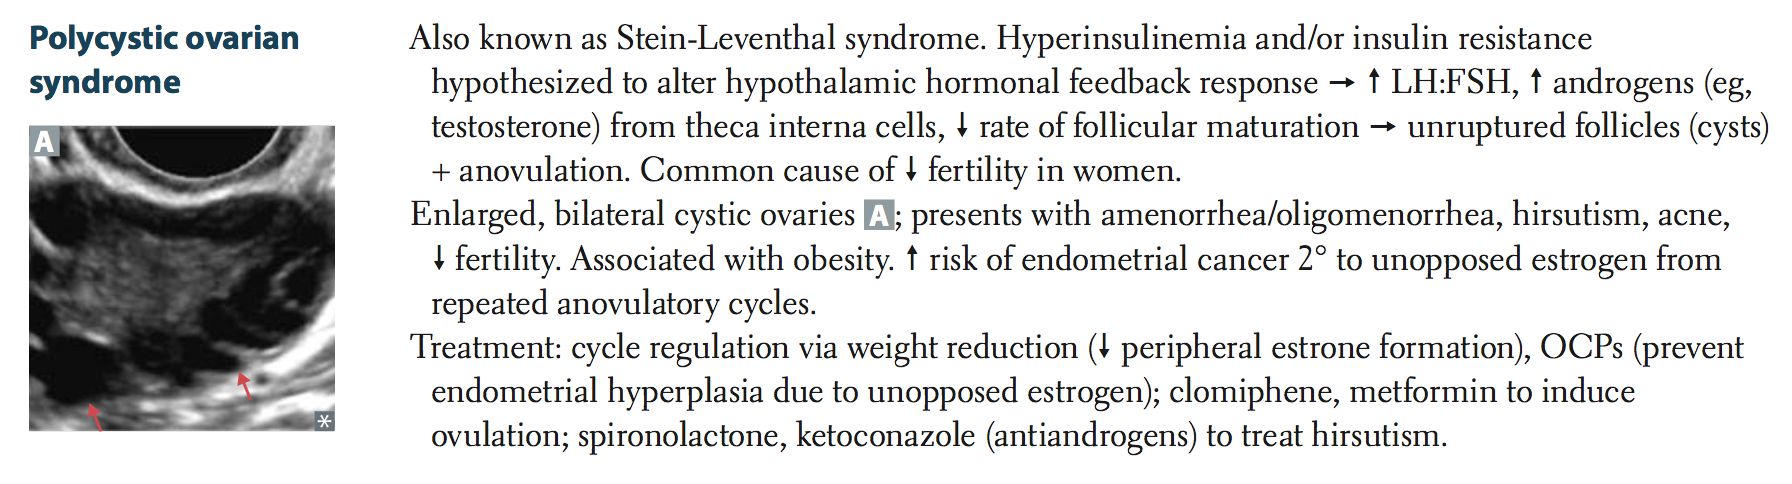 Polycystic ovarian
syndrome
A
*
Also known as Stein-Leventhal syndrome. Hyperinsulinemia and/or insulin resistance
hypothesized to alter hypothalamic hormonal feedback response → ↑ LH:FSH, ↑ androgens (eg,
testosterone) from theca interna cells, ↓ rate of follicular maturation → unruptured follicles (cysts)
+ anovulation. Common cause of ↓ fertility in women.
Enlarged, bilateral cystic ovaries A; presents with amenorrhea/oligomenorrhea, hirsutism, acne,
↓ fertility. Associated with obesity. ↑ risk of endometrial cancer 2° to unopposed estrogen from
repeated anovulatory cycles.
Treatment: cycle regulation via weight reduction (↓ peripheral estrone formation), OCPs (prevent
endometrial hyperplasia due to unopposed estrogen); clomiphene, metformin to induce
ovulation; spironolactone, ketoconazole (antiandrogens) to treat hirsutism.